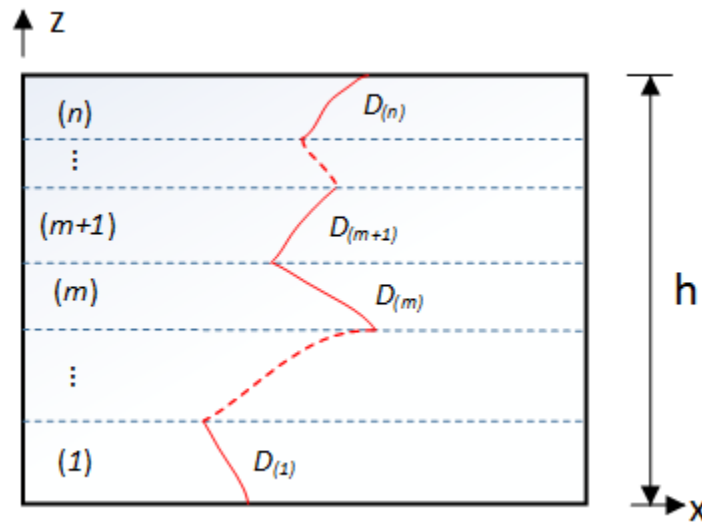 z
(n)
D(n)
⋮
(m+1)
D(m+1)
(m)
D(m)
h
⋮
(1)
D(1)
x